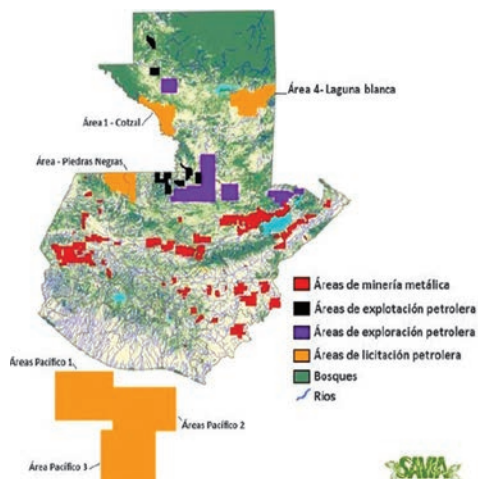 Área 4- Laguna blanca
Área 1 - Cotzal
Área - Piedras Negras
Áreas de minería metálica
Áreas de explotación petrolera
Áreas de exploración petrolera
Áreas de licitación petrolera
Bosques
Rios
Áreas Pacífico 1
Áreas Pacífico 2
Área Pacífico 3
SAVIA